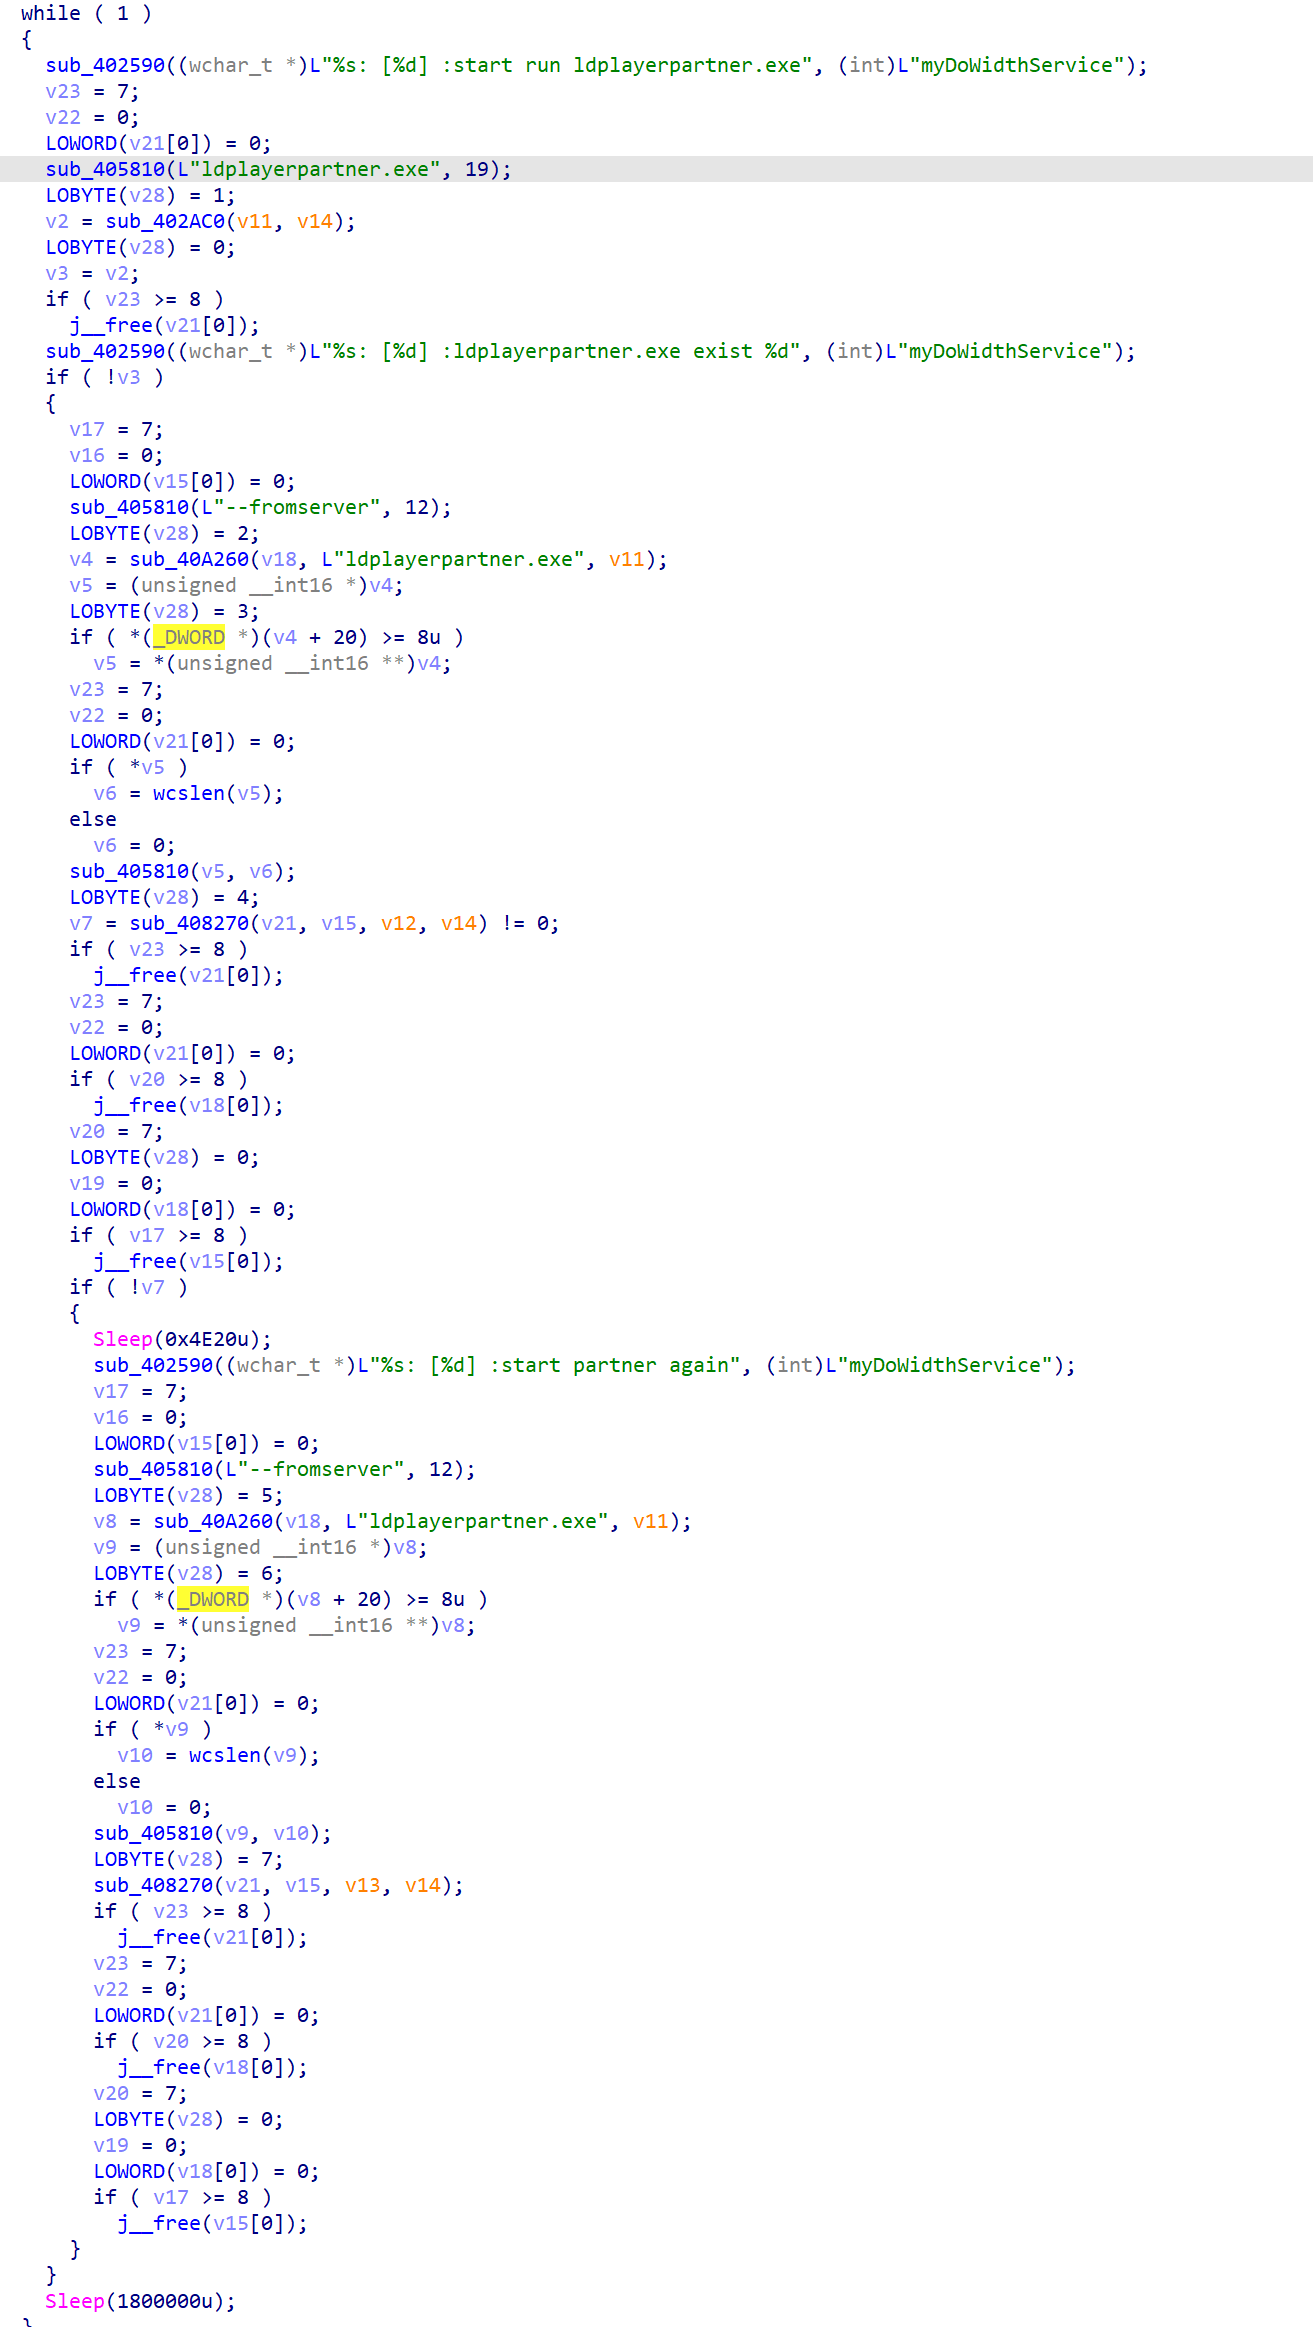 while ( 1 )
{
sub_402590((wchar_t *)L"%s: [%d] :start run ldplayerpartner.exe", (int)L"myDoWidthService");
v23 = 7;
v22 = 0;
LOWORD(v21[0]) = 0;
sub_405810(L"ldplayerpartner.exe", 19);
LOBYTE(v28) = 1;
v2 = sub_402AC0(v11, v14);
LOBYTE(v28) = 0;
v3 = v2;
if ( v23 >= 8 )
j__free(v21[0]);
sub_402590((wchar_t *)L"%s: [%d] :ldplayerpartner.exe exist %d", (int)L"myDoWidthService");
if ( !v3 )
{
v17 = 7;
v16 = 0;
LOWORD(v15[0]) = 0;
sub_405810(L"--fromserver", 12);
LOBYTE(v28) = 2;
v4 = sub_40A260(v18, L"ldplayerpartner.exe", v11);
v5 = (unsigned __int16 *)v4;
LOBYTE(v28) = 3;
if ( *(_DWORD *)(v4 + 20) >= 8u )
v5 = *(unsigned __int16 **)v4;
v23 = 7;
v22 = 0;
LOWORD(v21[0]) = 0;
if ( *v5 )
v6 = wcslen(v5);
else
v6 = 0;
sub_405810(v5, v6);
LOBYTE(v28) = 4;
v7 = sub_408270(v21, v15, v12, v14) != 0;
if ( v23 >= 8 )
j__free(v21[0]);
v23 = 7;
v22 = 0;
LOWORD(v21[0]) = 0;
if ( v20 >= 8 )
j__free(v18[0]);
v20 = 7;
LOBYTE(v28) = 0;
v19 = 0;
LOWORD(v18[0]) = 0;
if ( v17 >= 8 )
j__free(v15[0]);
if ( !v7 )
{
Sleep(0x4E20u);
sub_402590((wchar_t *)L"%s: [%d] :start partner again", (int)L"myDoWidthService");
v17 = 7;
v16 = 0;
LOWORD(v15[0]) = 0;
sub_405810(L"--fromserver", 12);
LOBYTE(v28) = 5;
v8 = sub_40A260(v18, L"ldplayerpartner.exe", v11);
v9 = (unsigned __int16 *)v8;
LOBYTE(v28) = 6;
if ( *(_DWORD *)(v8 + 20) >= 8u )
v9 = *(unsigned __int16 **)v8;
v23 = 7;
v22 = 0;
LOWORD(v21[0]) = 0;
if ( *v9 )
v10 = wcslen(v9);
else
v10 = 0;
sub_405810(v9, v10);
LOBYTE(v28) = 7;
sub_408270(v21, v15, v13, v14);
if ( v23 >= 8 )
j__free(v21[0]);
v23 = 7;
v22 = 0;
LOWORD(v21[0]) = 0;
if ( v20 >= 8 )
j__free(v18[0]);
v20 = 7;
LOBYTE(v28) = 0;
v19 = 0;
LOWORD(v18[0]) = 0;
if ( v17 >= 8 )
j__free(v15[0]);
}
}
Sleep(1800000u);
}